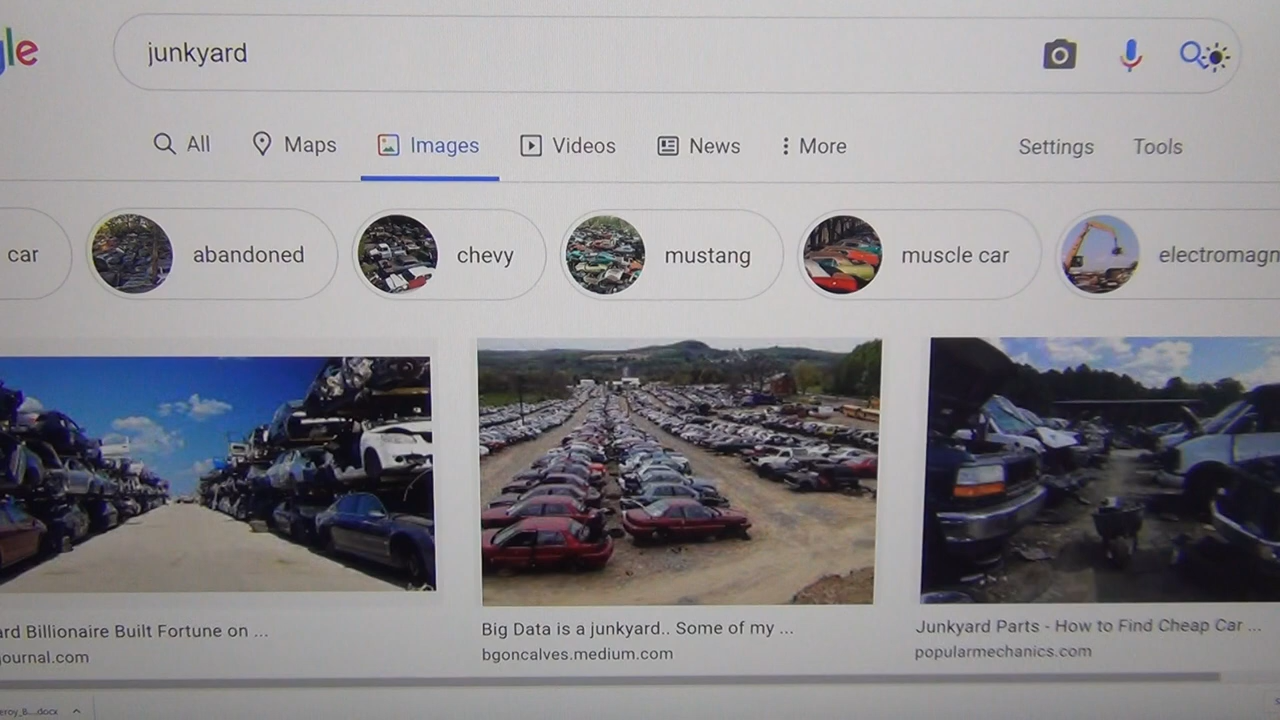 gle
junkyard
All Maps Images Videos News More Settings Tools
car abandoned chevy mustang muscle car electromagn
ard Billionaire Built Fortune on ... Big Data is a junkyard.. Some of my ... Junkyard Parts - How to Find Cheap Car ...
journal.com bgoncalves.medium.com popularmechanics.com
eroy_B....docx